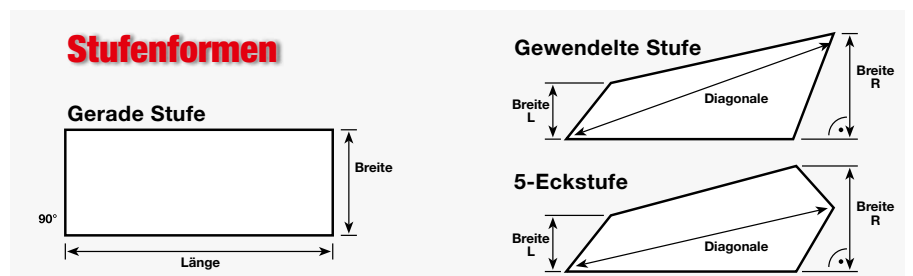 Stufenformen
Gerade Stufe
Breite
90°
Länge
Gewendelte Stufe
Breite
L
Diagonale
Breite
R
5-Eckstufe
Breite
L
Diagonale
Breite
R